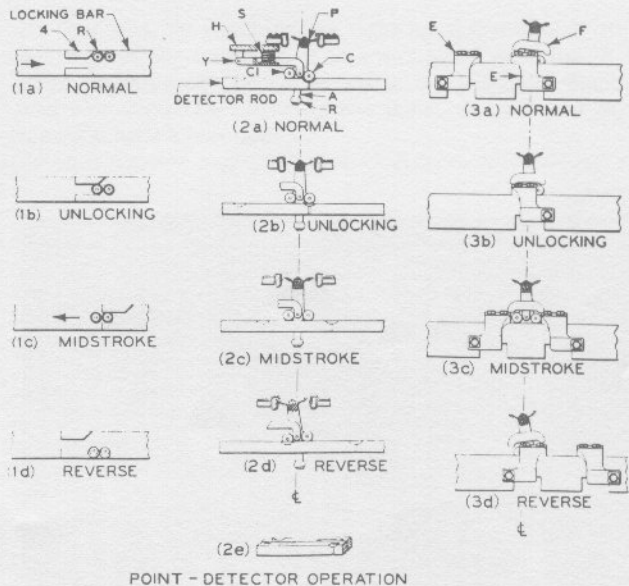 LOCKING BAR
4 R
(1a) NORMAL
(1b) UNLOCKING
(1c) MIDSTROKE
(1d) REVERSE
H S P
Y
C1 C
DETECTOR ROD
A
R
(2a) NORMAL
(2b) UNLOCKING
(2c) MIDSTROKE
(2d) REVERSE
℄
(2e)
E F
E
(3a) NORMAL
(3b) UNLOCKING
(3c) MIDSTROKE
(3d) REVERSE
℄
POINT - DETECTOR OPERATION